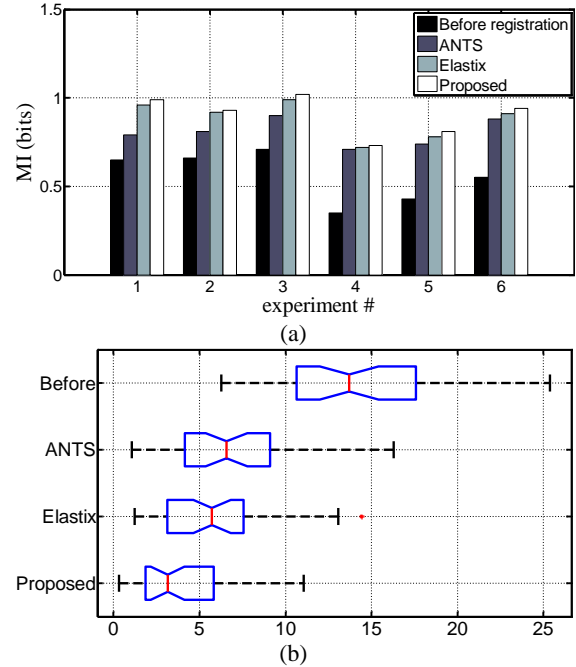 1.5
1
0.5
0
MI (bits)
Before registration
ANTS
Elastix
Proposed
1 2 3 4 5 6
experiment #
(a)
Before
ANTS
Elastix
Proposed
0 5 10 15 20 25
(b)